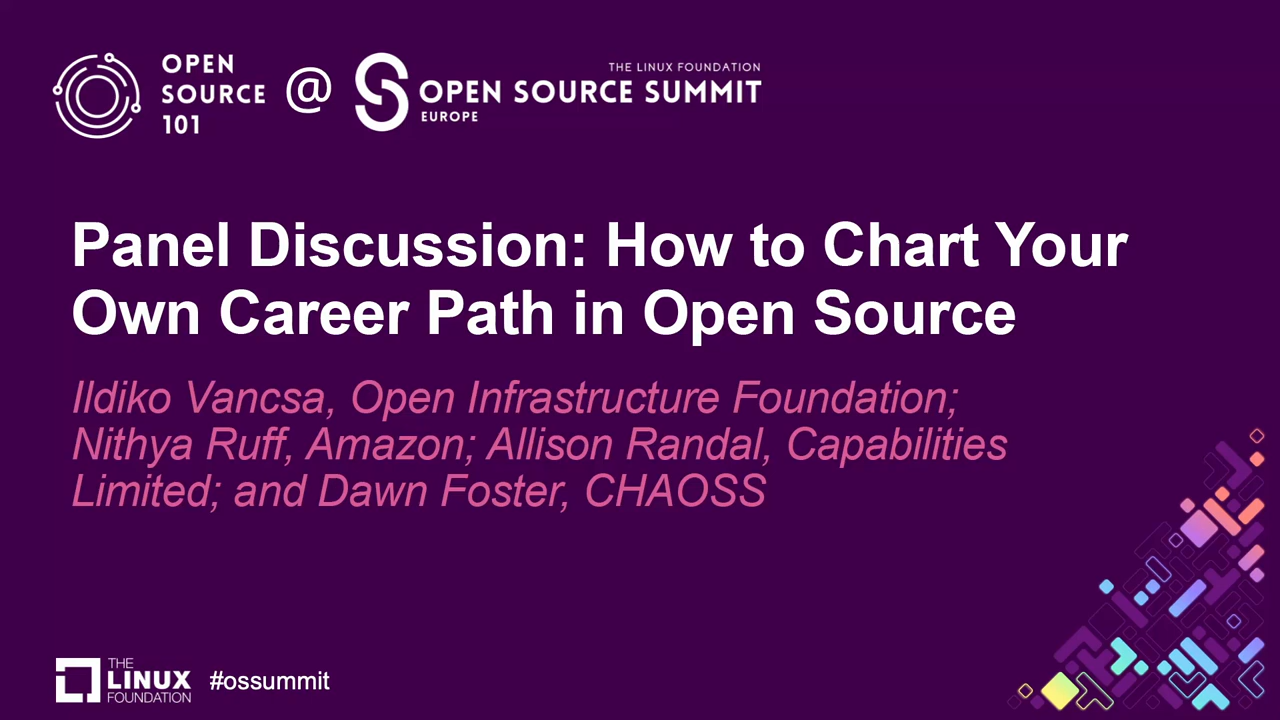 OPEN
SOURCE
101
@
THE LINUX FOUNDATION
OPEN SOURCE SUMMIT
EUROPE
Panel Discussion: How to Chart Your
Own Career Path in Open Source
Ildiko Vancsa, Open Infrastructure Foundation;
Nithya Ruff, Amazon; Allison Randal, Capabilities
Limited; and Dawn Foster, CHAOSS
THE
LINUX
FOUNDATION
#ossummit